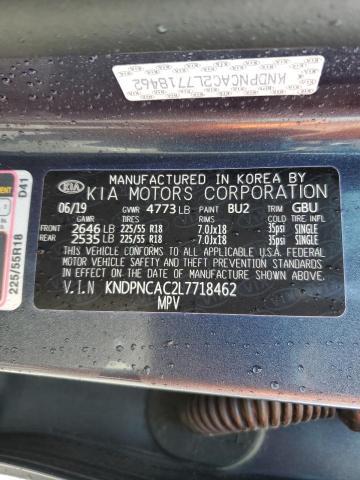 KNDPNCAC2L7718462
D41
225/55R18
MANUFACTURED IN KOREA BY
KIA KIA MOTORS CORPORATION
06/19 GVWR 4773LB PAINT BU2 TRIM GBU
GAWR TIRES RIMS COLD TIRE INFL
FRONT 2646 LB 225/55 R18 7.0Jx18 35psi SINGLE
REAR 2535 LB 225/55 R18 7.0Jx18 35psi SINGLE
THIS VEHICLE CONFORMS TO ALL APPLICABLE U.S.A FEDERAL
MOTOR VEHICLE SAFETY AND THEFT PREVENTION STANDARDS
IN EFFECT ON THE DATE OF MANUFACTURE SHOWN ABOVE.
V.I.N KNDPNCAC2L7718462
MPV